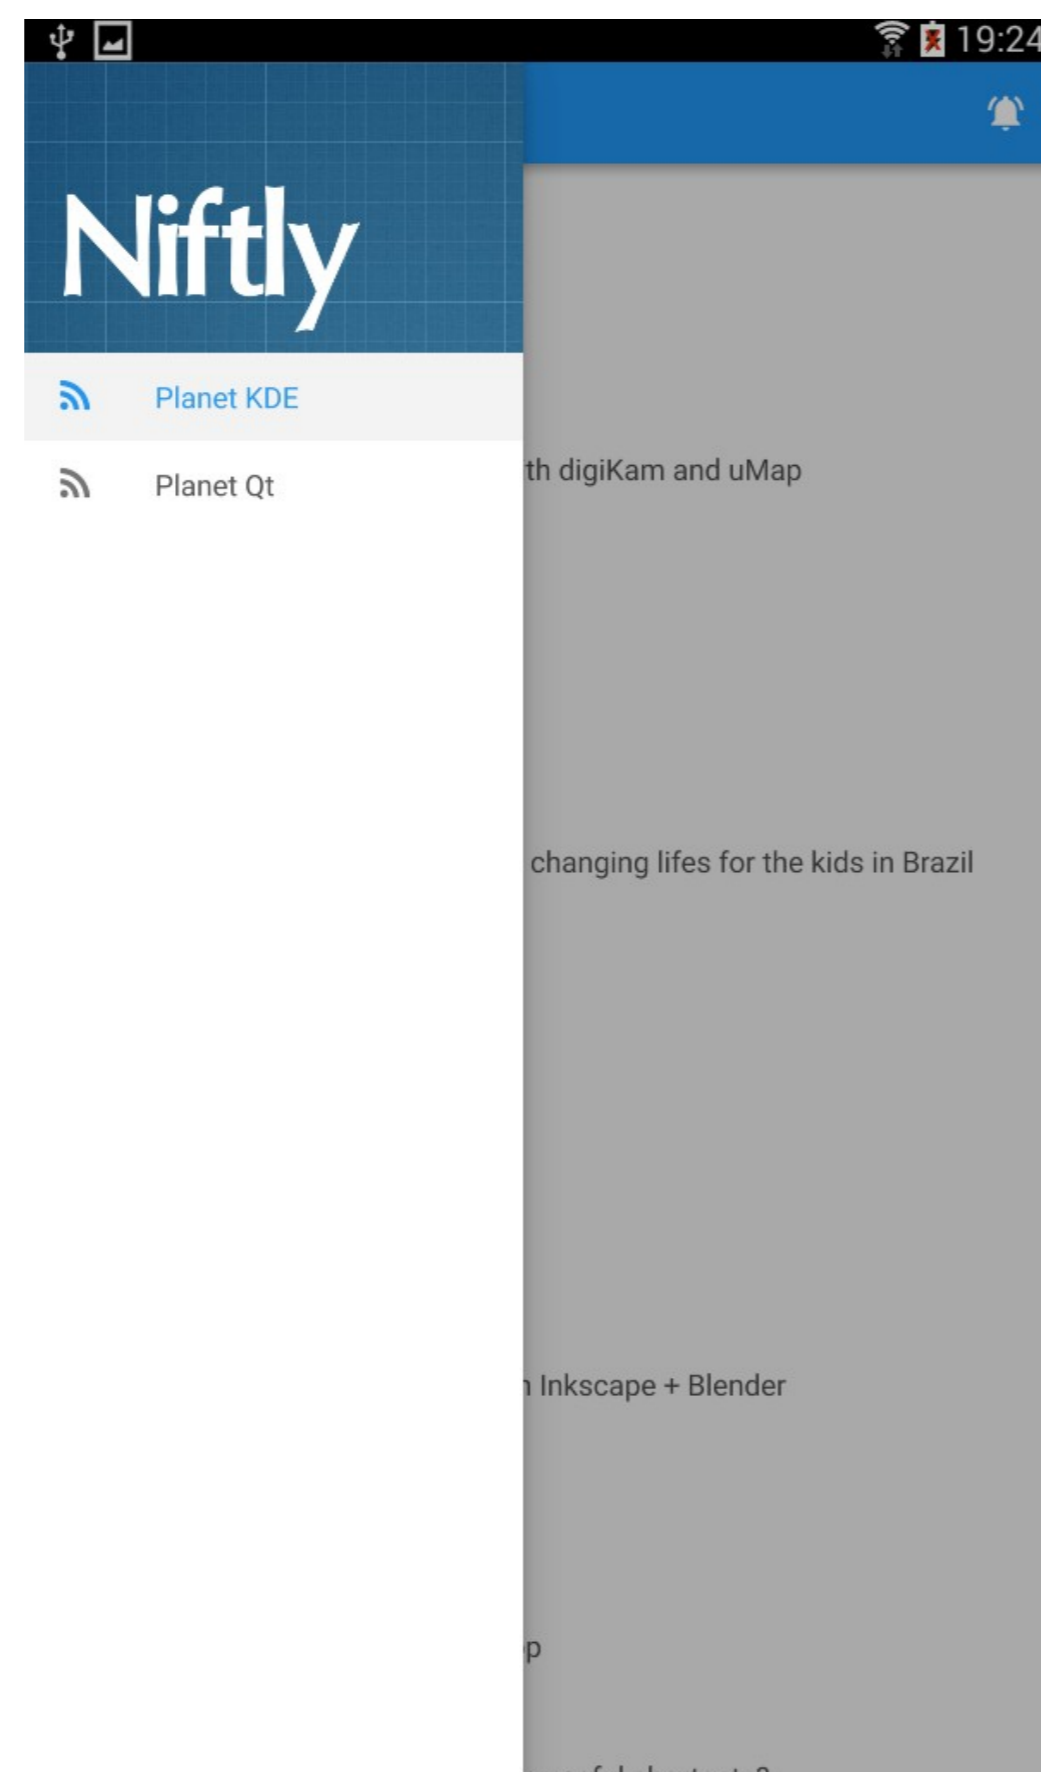 19:24
Niftly
Planet KDE
Planet Qt
th digiKam and uMap
changing lifes for the kids in Brazil
Inkscape + Blender
p